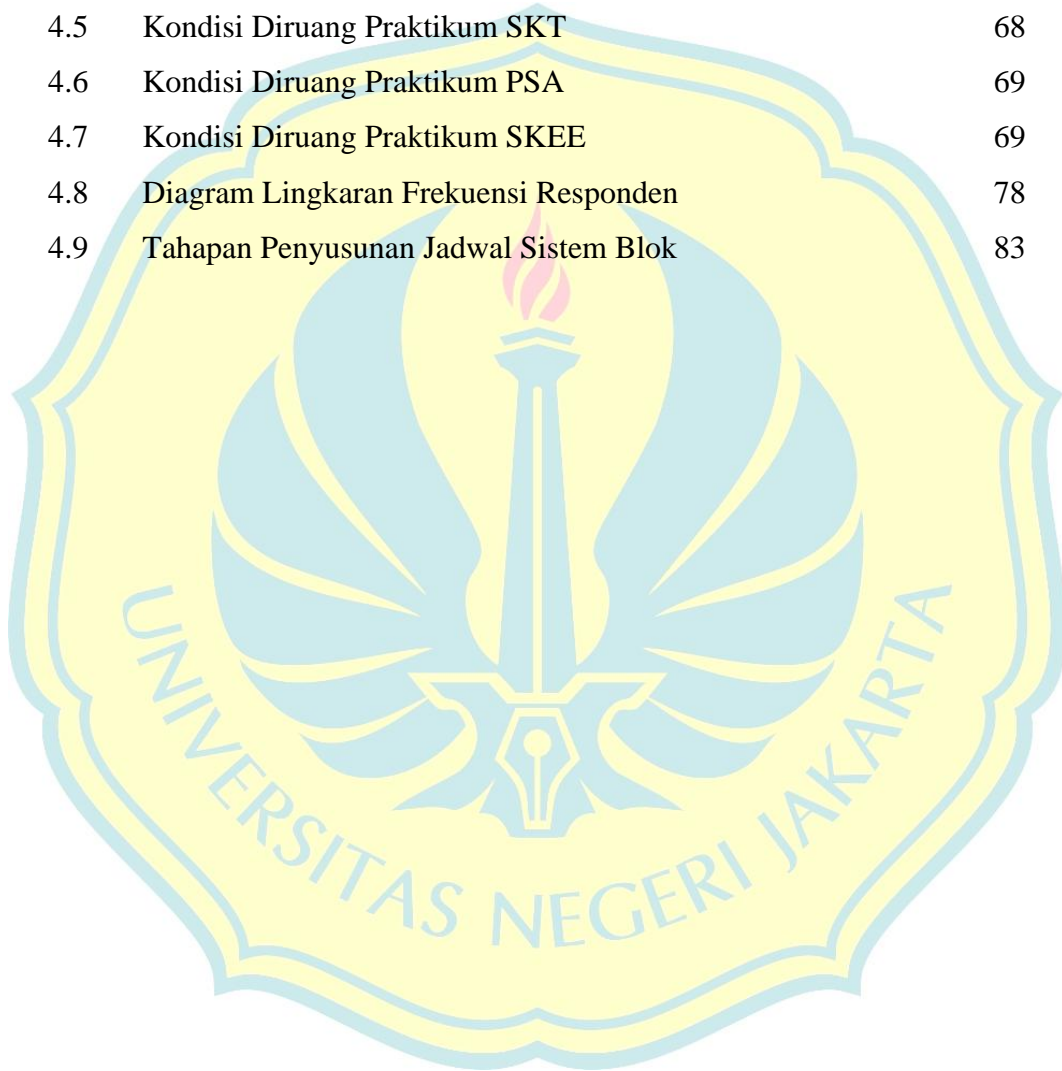 4.5 Kondisi Diruang Praktikum SKT 68
4.6 Kondisi Diruang Praktikum PSA 69
4.7 Kondisi Diruang Praktikum SKEE 69
4.8 Diagram Lingkaran Frekuensi Responden 78
4.9 Tahapan Penyusunan Jadwal Sistem Blok 83
UNIVERSITAS NEGERI JAKARTA